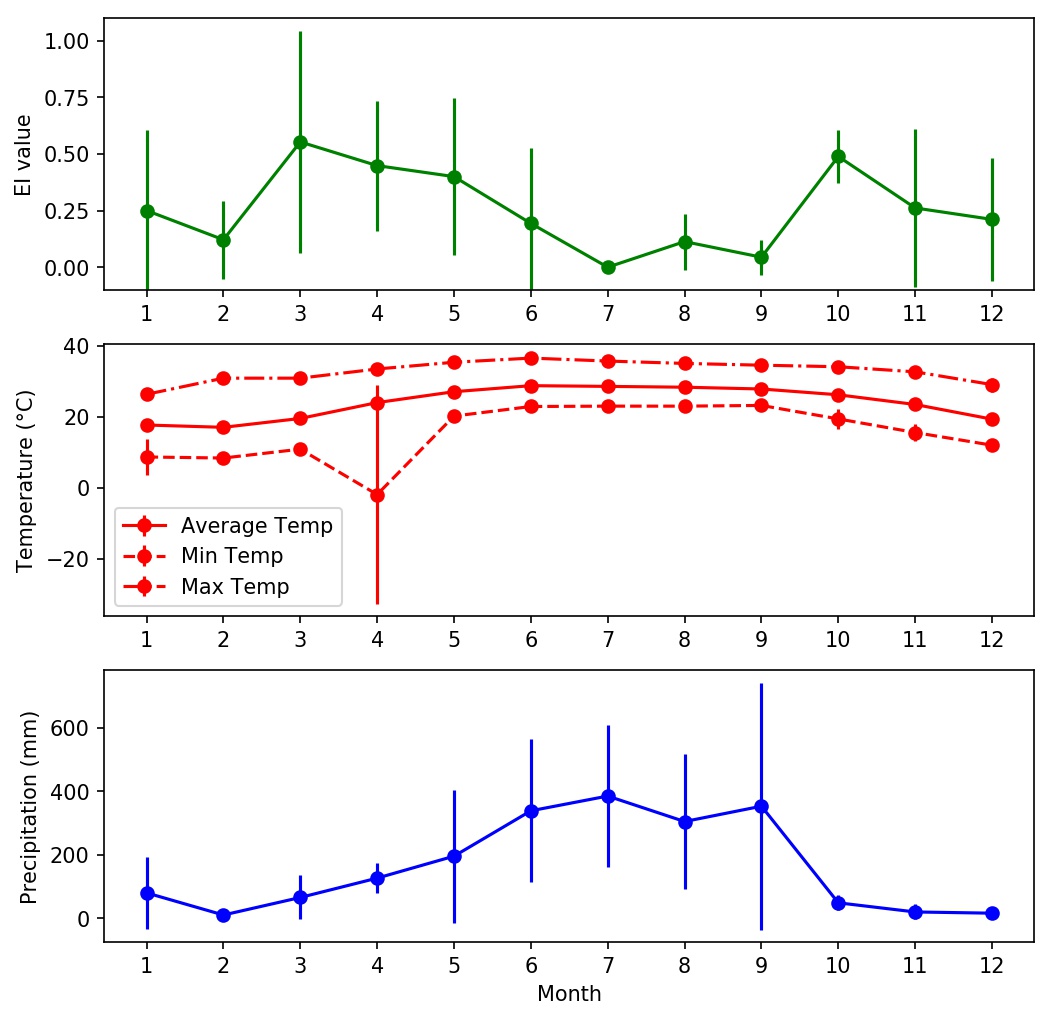 EI value
1.00
0.75
0.50
0.25
0.00
1 2 3 4 5 6 7 8 9 10 11 12
Temperature (°C)
40
20
0
−20
Average Temp
Min Temp
Max Temp
1 2 3 4 5 6 7 8 9 10 11 12
Precipitation (mm)
600
400
200
0
1 2 3 4 5 6 7 8 9 10 11 12
Month